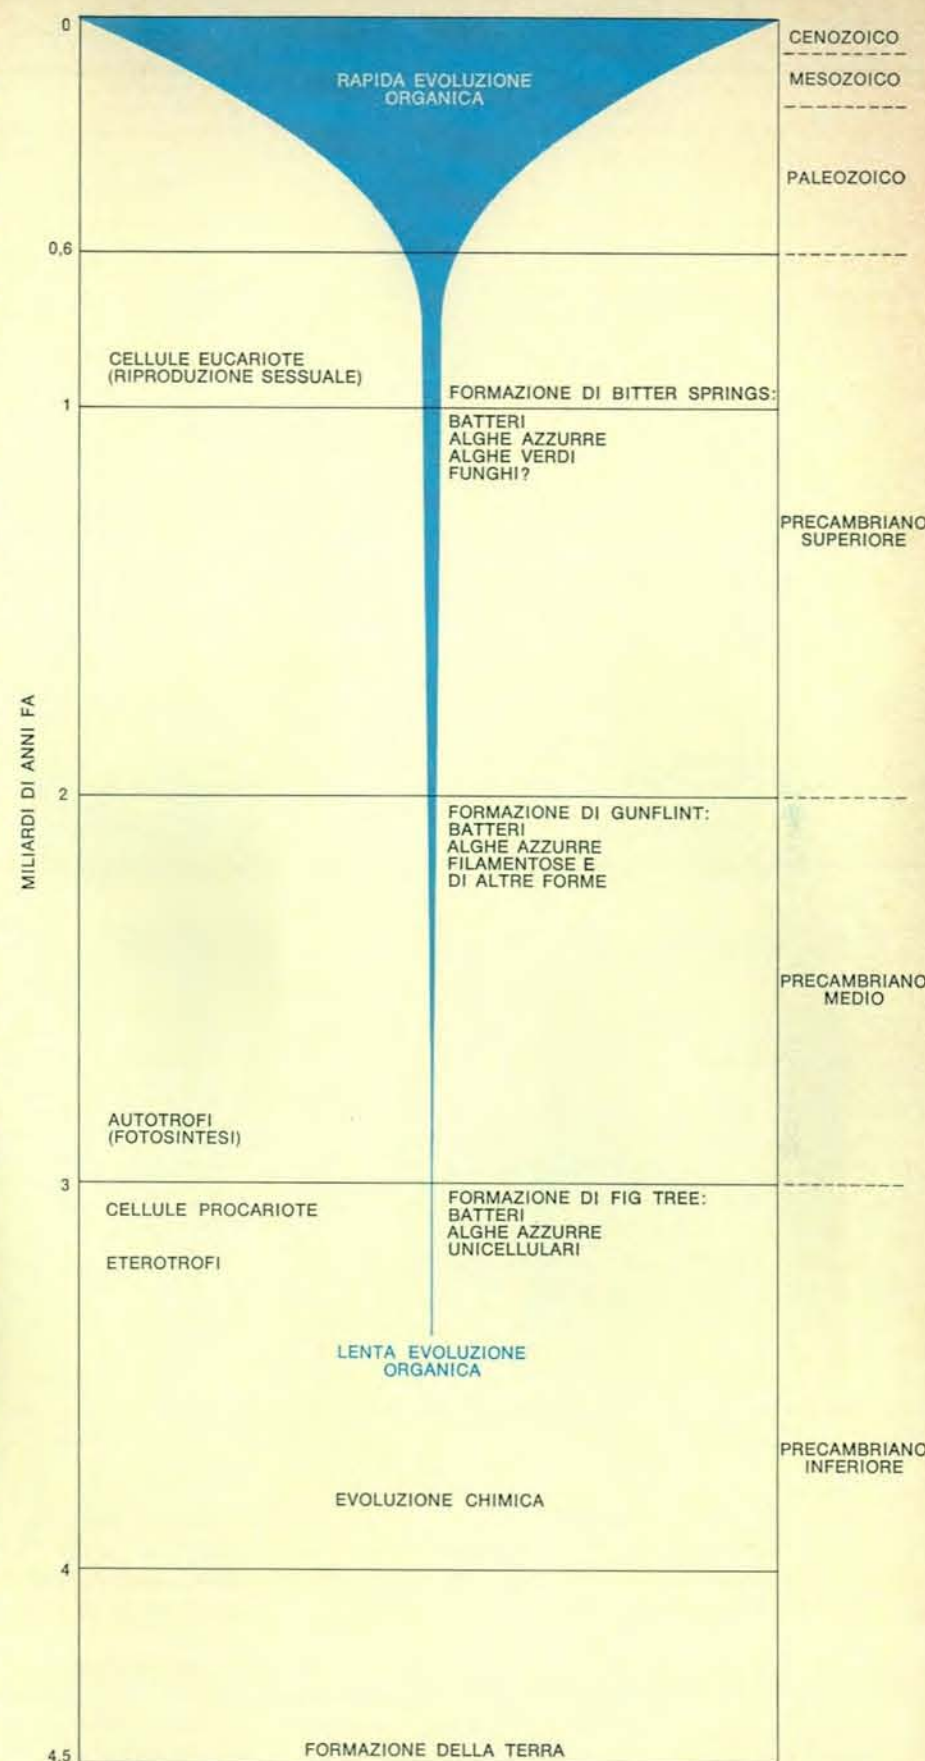 0
CENOZOICO
RAPIDA EVOLUZIONE
ORGANICA
MESOZOICO
PALEOZOICO
0,6
CELLULE EUCARIOTE
(RIPRODUZIONE SESSUALE)
FORMAZIONE DI BITTER SPRINGS:
1
BATTERI
ALGHE AZZURRE
ALGHE VERDI
FUNGHI?
PRECAMBRIANO
SUPERIORE
MILIARDI DI ANNI FA
2
FORMAZIONE DI GUNFLINT:
BATTERI
ALGHE AZZURRE
FILAMENTOSE E
DI ALTRE FORME
PRECAMBRIANO
MEDIO
AUTOTROFI
(FOTOSINTESI)
3
CELLULE PROCARIOTE
ETEROTROFI
FORMAZIONE DI FIG TREE:
BATTERI
ALGHE AZZURRE
UNICELLULARI
LENTA EVOLUZIONE
ORGANICA
PRECAMBRIANO
INFERIORE
EVOLUZIONE CHIMICA
4
FORMAZIONE DELLA TERRA
4,5